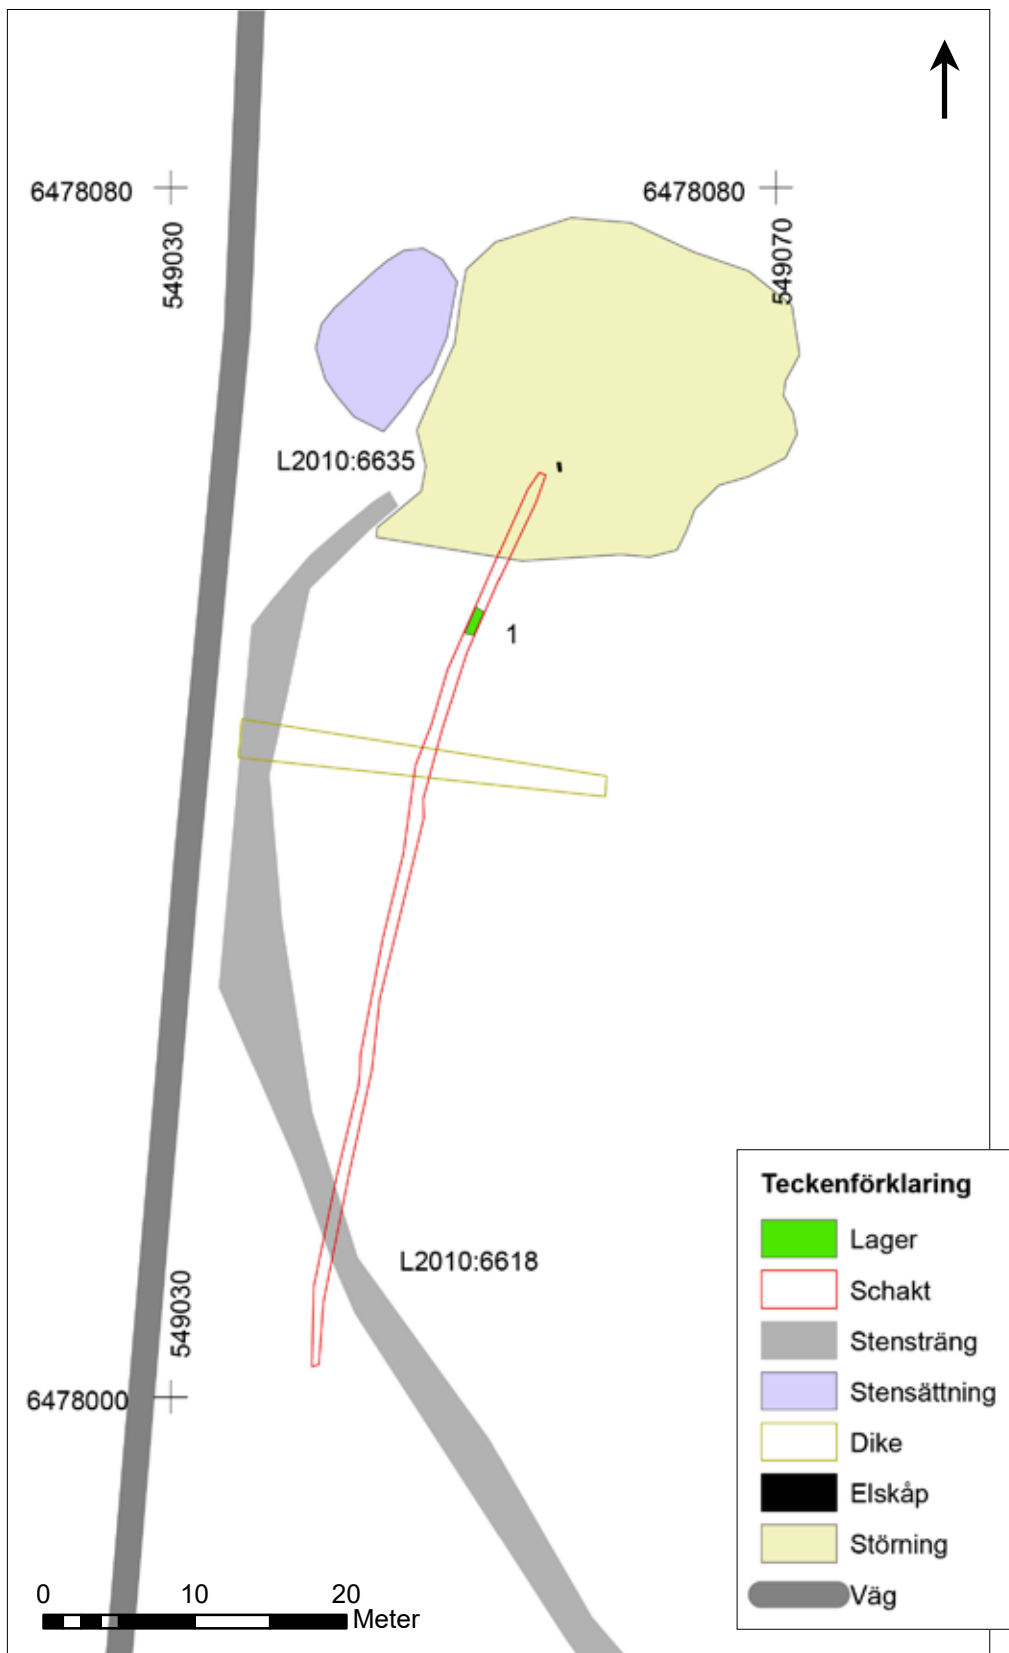 6478080
6478080
549030
549070
L2010:6635
1
L2010:6618
549030
6478000
Teckenförklaring
Lager
Schakt
Stensträng
Stensättning
Dike
Elskåp
Störning
Väg
0 10 20
Meter